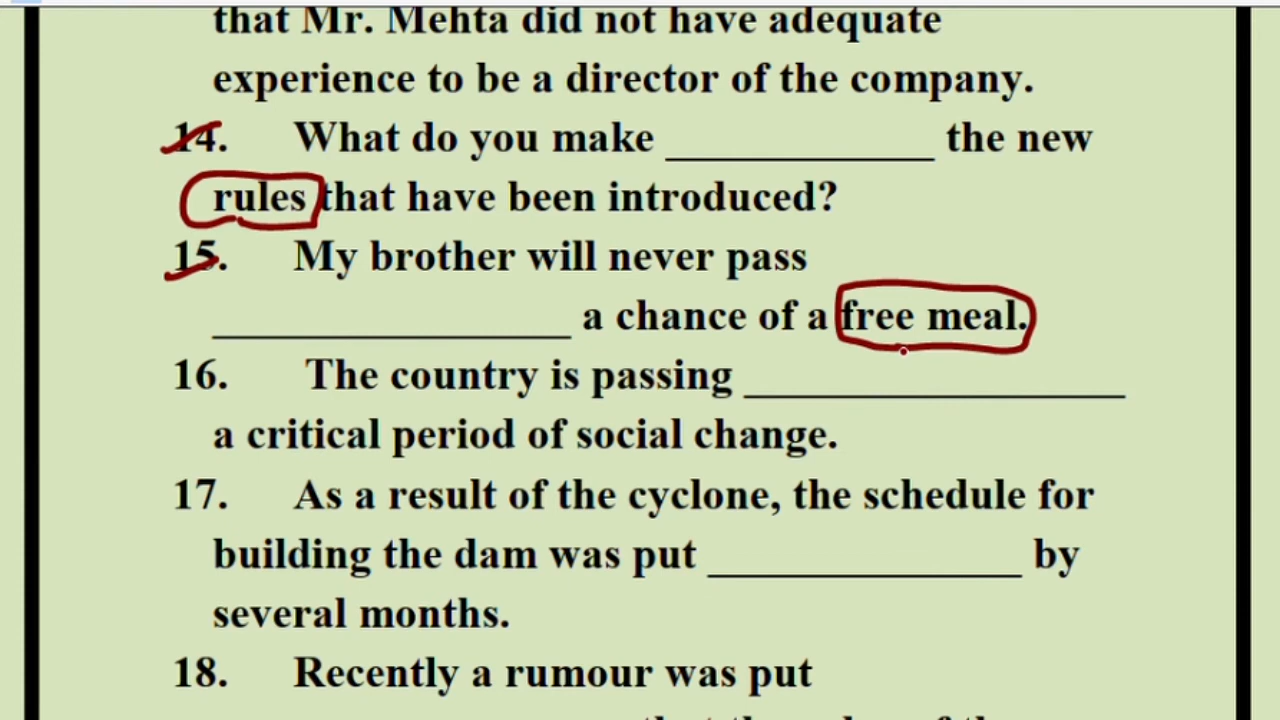 that Mr. Mehta did not have adequate
experience to be a director of the company.
14. What do you make ____________ the new
rules that have been introduced?
15. My brother will never pass
________________ a chance of a free meal.
16. The country is passing _________________
a critical period of social change.
17. As a result of the cyclone, the schedule for
building the dam was put ______________ by
several months.
18. Recently a rumour was put